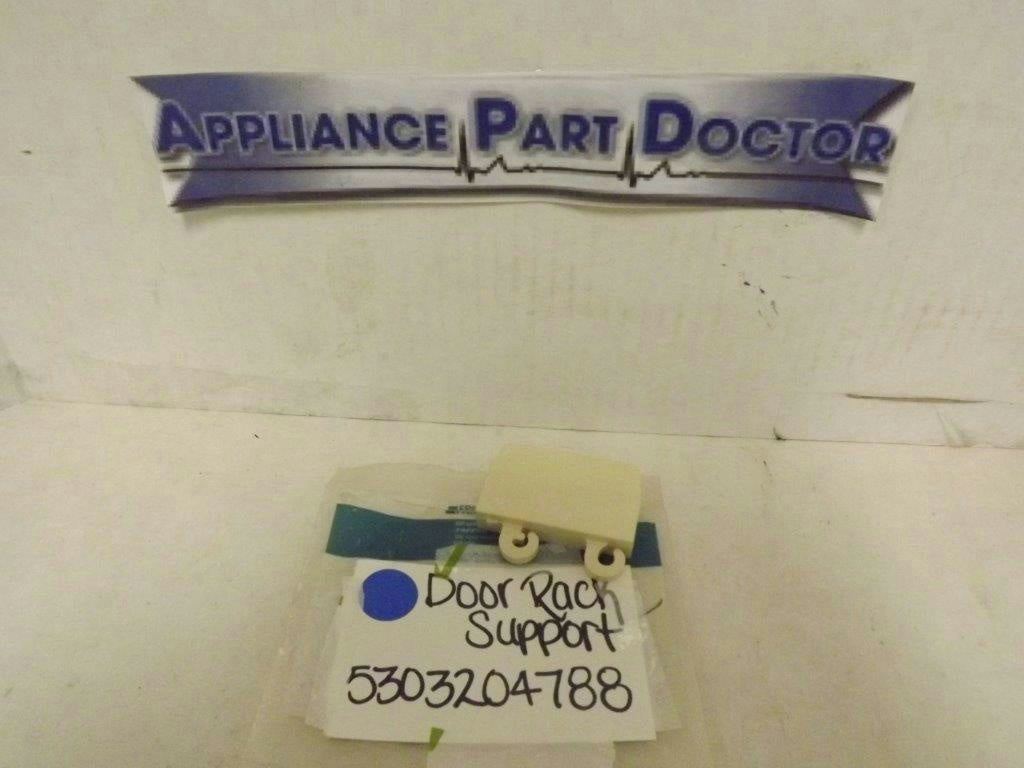 APPLIANCE PART DOCTOR
Door Rack
Support
5303204788